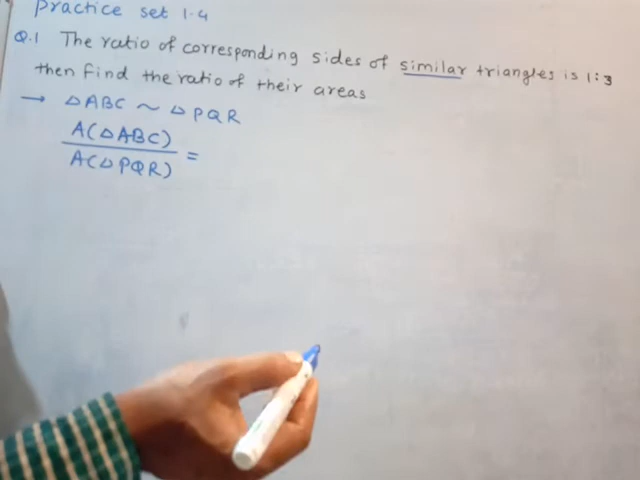 Practice set 1.4
Q.1 The ratio of corresponding sides of similar triangles is 1:3
then find the ratio of their areas
→ △ABC ~ △PQR
A(△ABC)
A(△PQR) =